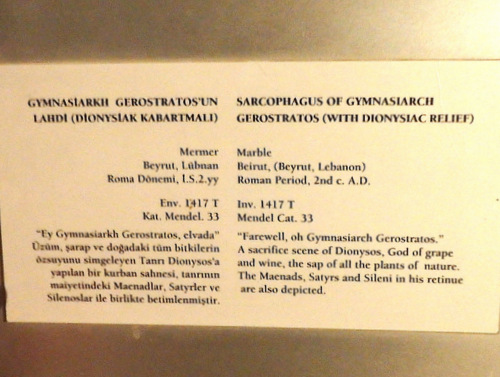 GYMNASİARKH GEROSTRATOS'UN
LAHDİ (DİONYSİAK KABARTMALI)
Mermer
Beyrut, Lübnan
Roma Dönemi, I.S.2.yy
Env. 1417 T
Kat. Mendel. 33
"Ey Gymnasiarkh Gerostratos, elvada"
Üzüm, şarap ve doğadaki tüm bitkilerin
özsuyunu simgeleyen Tanrı Dionysos'a
yapılan bir kurban sahnesi, tanrının
maiyetindeki Maenadlar, Satyrler ve
Silenoslar ile birlikte betimlenmiştir.
SARCOPHAGUS OF GYMNASIARCH
GEROSTRATOS (WITH DIONYSIAC RELIEF)
Marble
Beirut, (Beyrut, Lebanon)
Roman Period, 2nd c. A.D.
Inv. 1417 T
Mendel Cat. 33
"Farewell, oh Gymnasiarch Gerostratos."
A sacrifice scene of Dionysos, God of grape
and wine, the sap of all the plants of nature.
The Maenads, Satyrs and Sileni in his retinue
are also depicted.